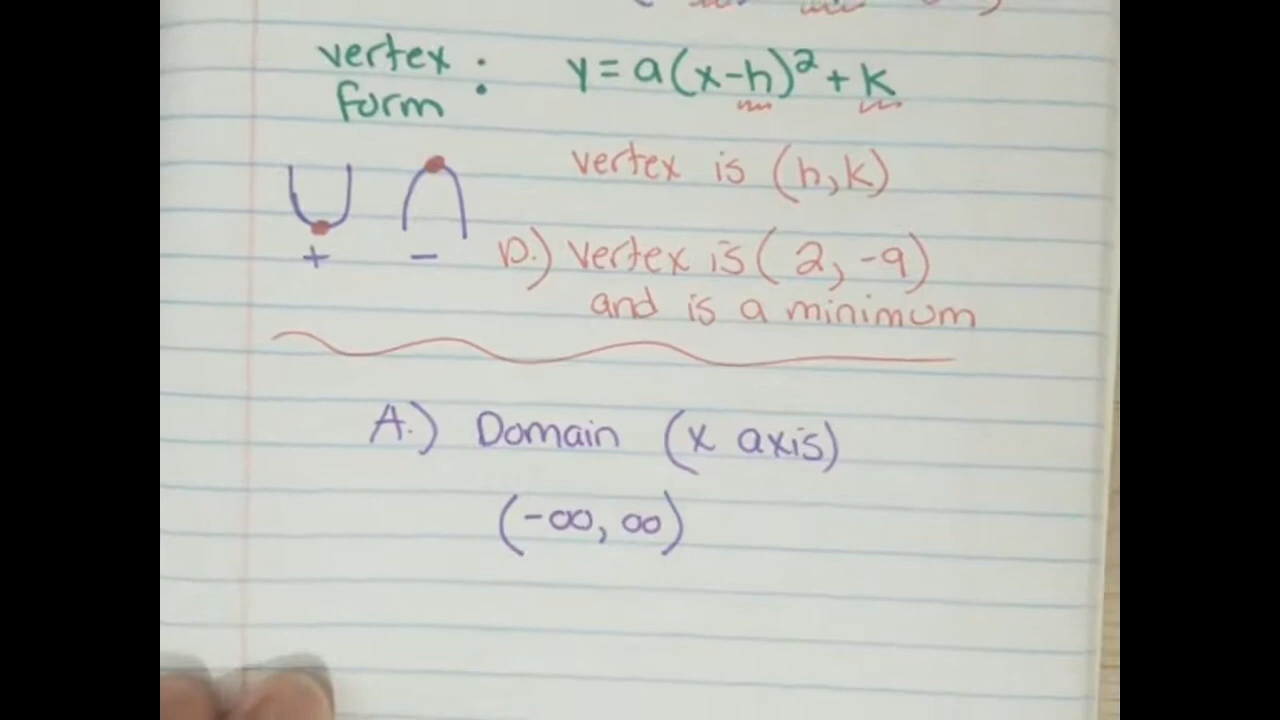 vertex form : y = a(x-h)² + k
vertex is (h,k)
+ −
D.) vertex is (2, -9)
and is a minimum
A.) Domain (x axis)
(-∞, ∞)